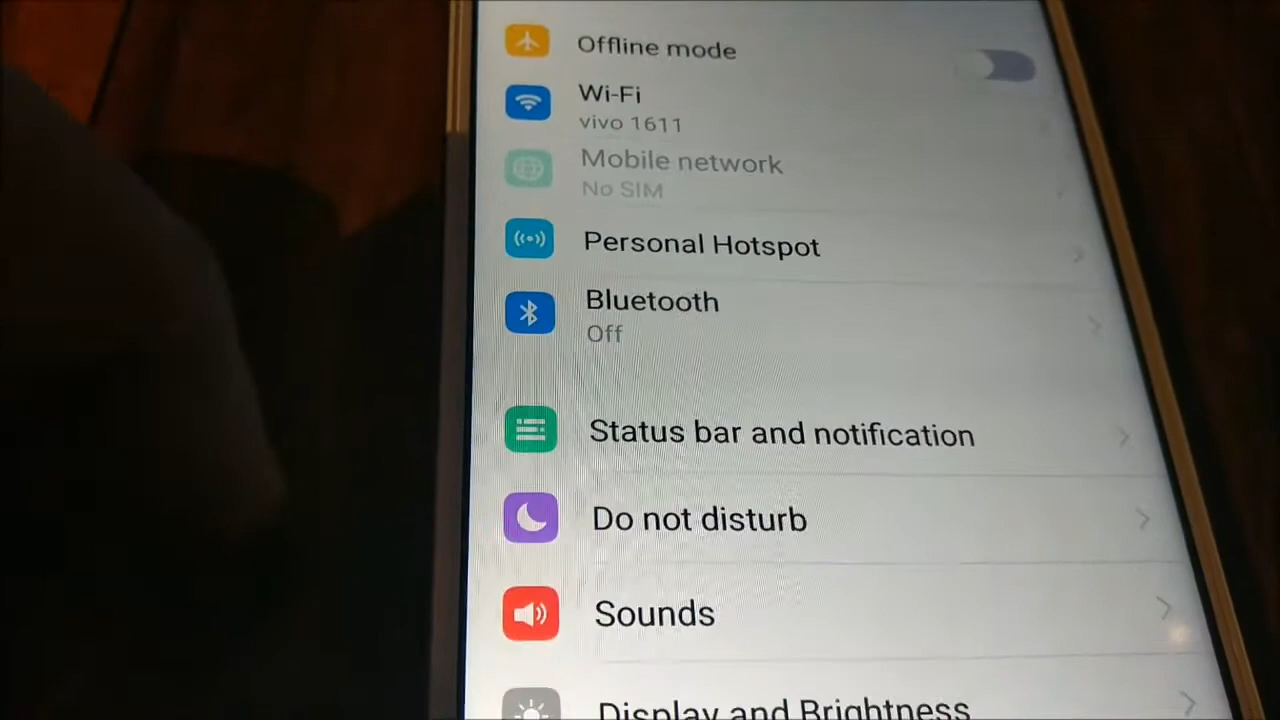 Offline mode
Wi-Fi
vivo 1611
Mobile network
No SIM
Personal Hotspot
Bluetooth
Off
Status bar and notification
Do not disturb
Sounds
Display and Brightness